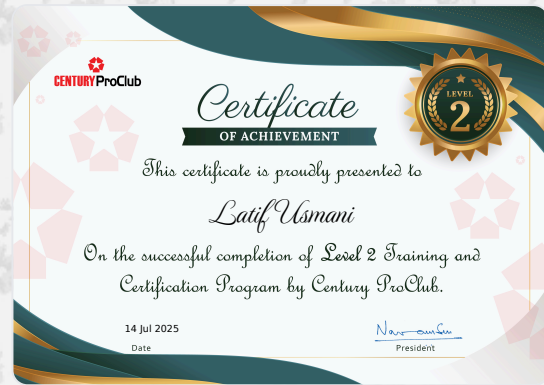 CENTURY ProClub
LEVEL
2
Certificate
OF ACHIEVEMENT
This certificate is proudly presented to
Latif Usmani
On the successful completion of Level 2 Training and
Certification Program by Century ProClub.
14 Jul 2025
Date
President